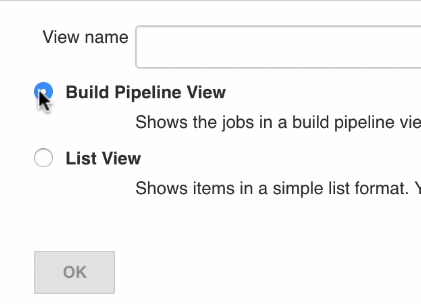 View name
Build Pipeline View
Shows the jobs in a build pipeline vie
List View
Shows items in a simple list format. Y
OK